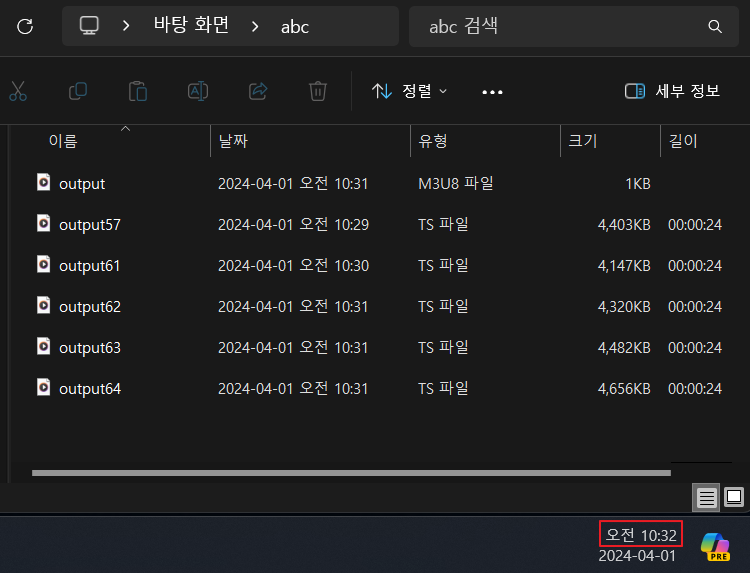 바탕 화면 abc abc 검색
정렬 세부 정보
이름 날짜 유형 크기 길이
output 2024-04-01 오전 10:31 M3U8 파일 1KB
output57 2024-04-01 오전 10:29 TS 파일 4,403KB 00:00:24
output61 2024-04-01 오전 10:30 TS 파일 4,147KB 00:00:24
output62 2024-04-01 오전 10:31 TS 파일 4,320KB 00:00:24
output63 2024-04-01 오전 10:31 TS 파일 4,482KB 00:00:24
output64 2024-04-01 오전 10:31 TS 파일 4,656KB 00:00:24
오전 10:32
2024-04-01
PRE